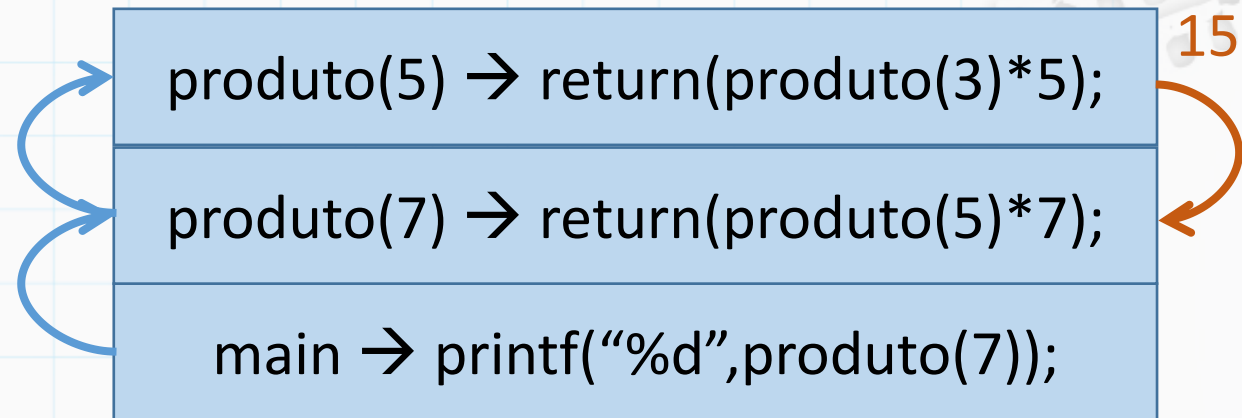 produto(5) → return(produto(3)*5);
15
produto(7) → return(produto(5)*7);
main → printf(“%d”,produto(7));